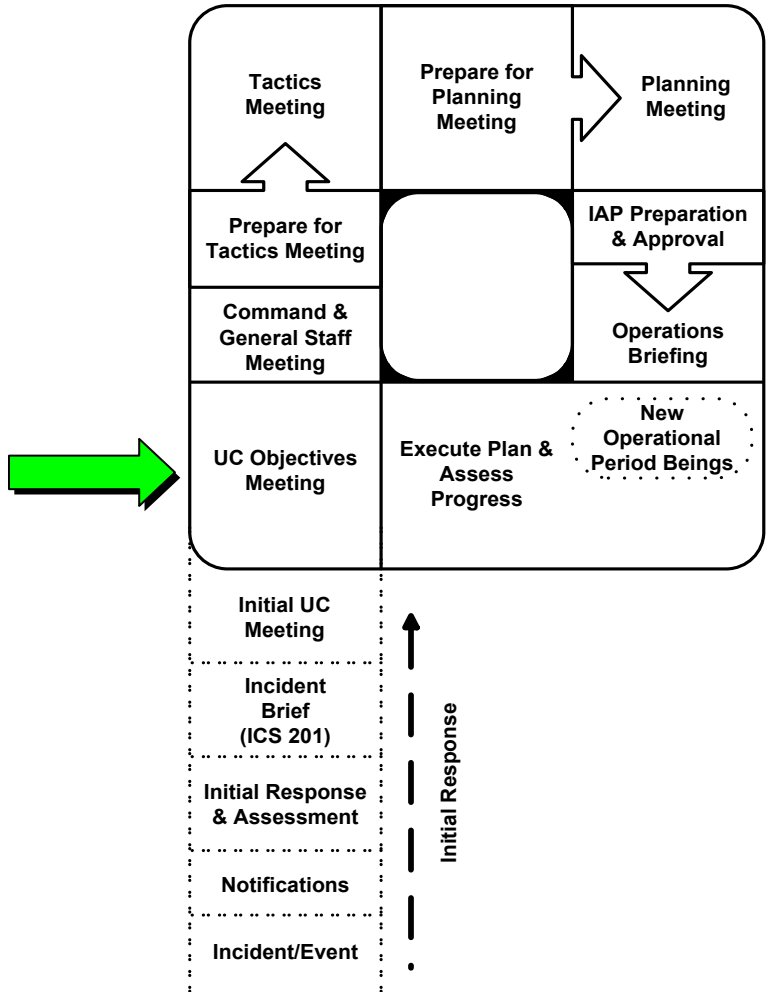 Tactics
Meeting
Prepare for
Planning
Meeting
Planning
Meeting
Prepare for
Tactics Meeting
IAP Preparation
& Approval
Command &
General Staff
Meeting
Operations
Briefing
UC Objectives
Meeting
Execute Plan &
Assess
Progress
New
Operational
Period Beings
Initial UC
Meeting
Incident
Brief
(ICS 201)
Initial Response
& Assessment
Notifications
Incident/Event
Initial Response